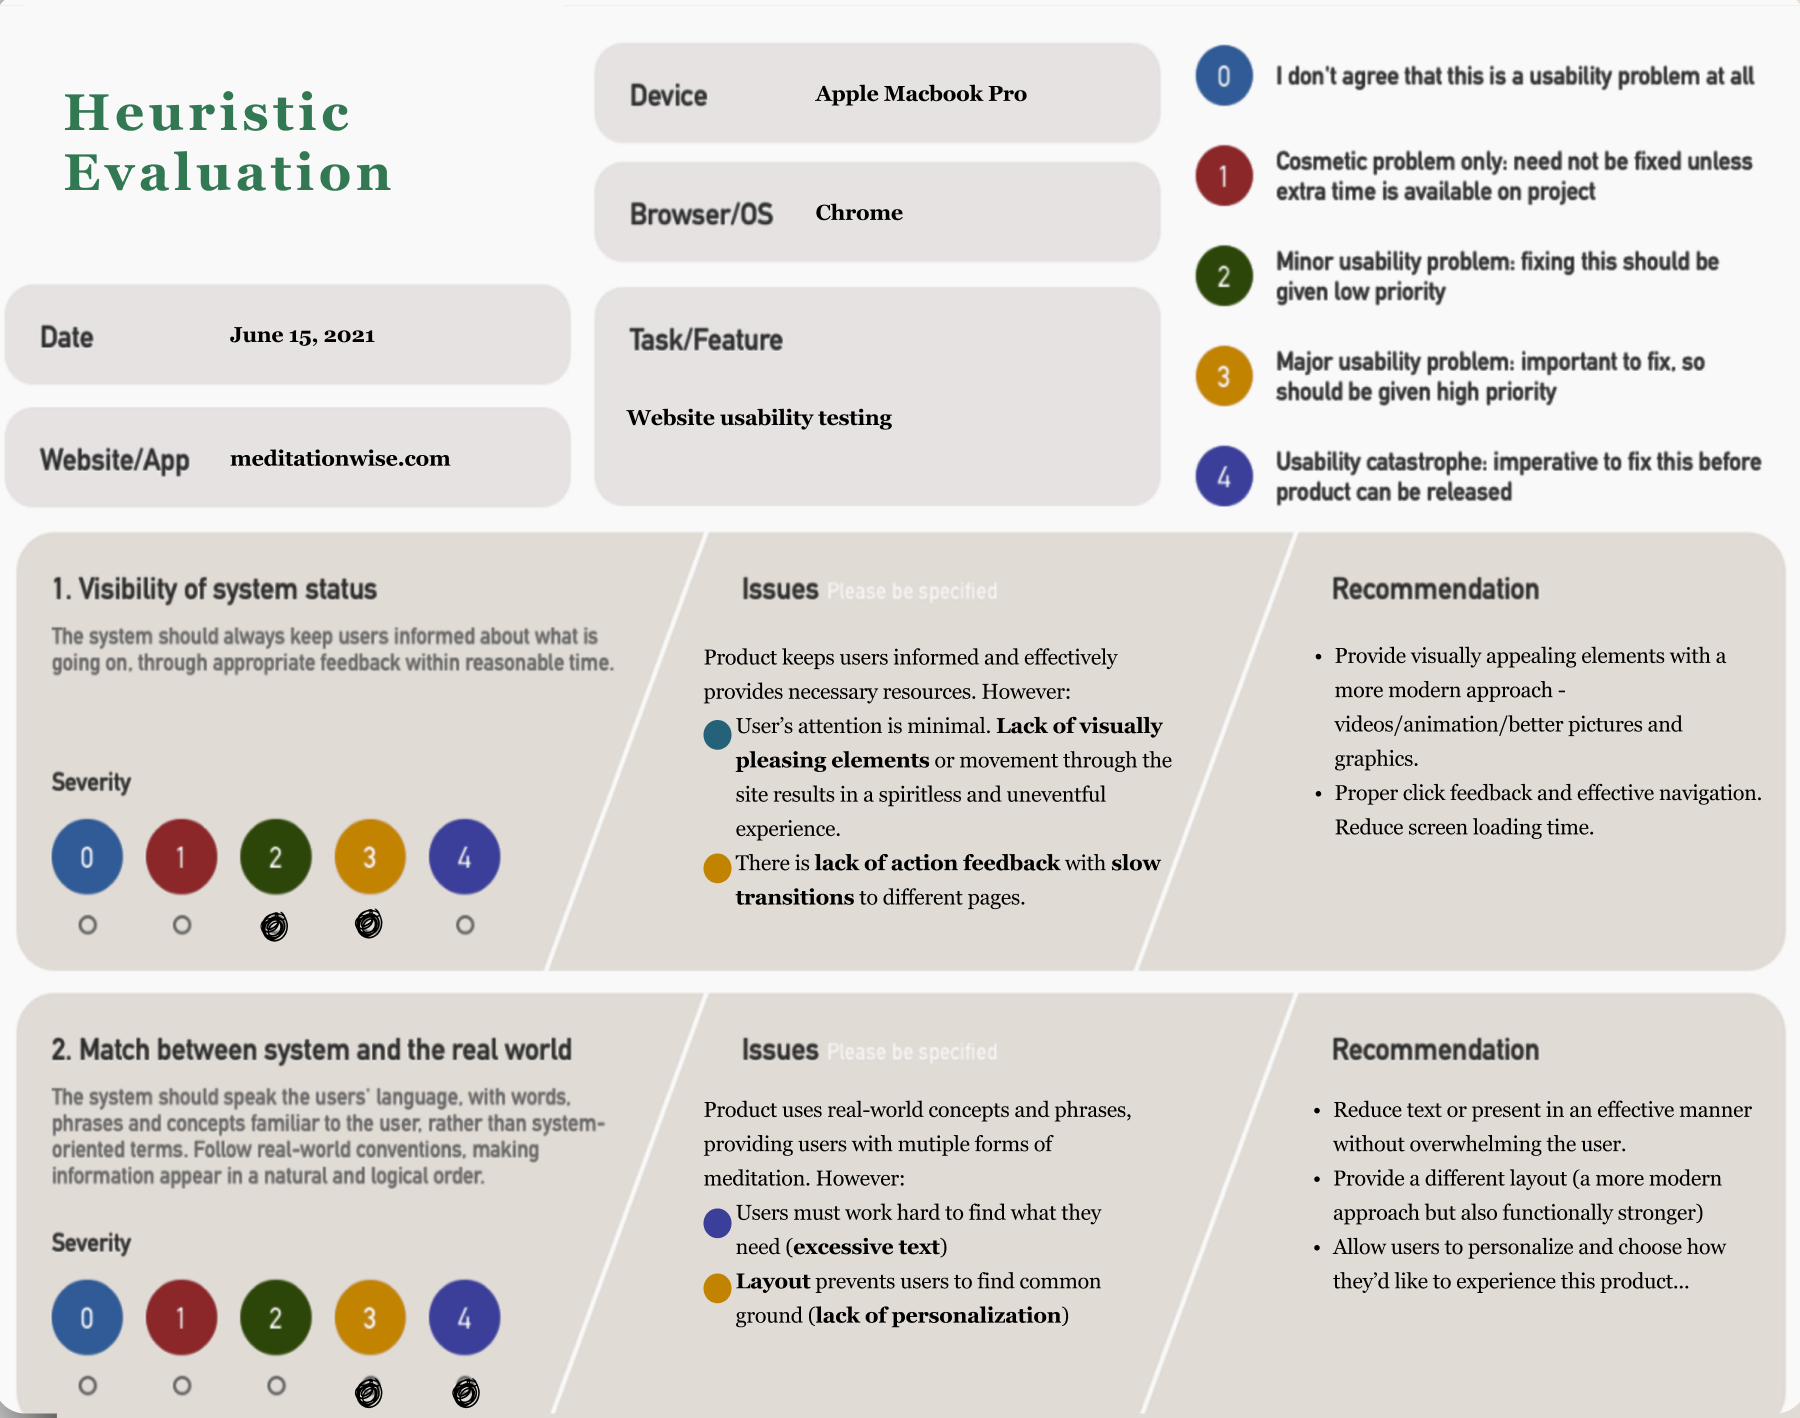 Heuristic
Evaluation
Date June 15, 2021
Website/App meditationwise.com
Device Apple Macbook Pro
Browser/OS Chrome
Task/Feature
Website usability testing
0 I don't agree that this is a usability problem at all
1 Cosmetic problem only: need not be fixed unless
extra time is available on project
2 Minor usability problem: fixing this should be
given low priority
3 Major usability problem: important to fix, so
should be given high priority
4 Usability catastrophe: imperative to fix this before
product can be released
1. Visibility of system status
The system should always keep users informed about what is
going on, through appropriate feedback within reasonable time.
Severity
0 1 2 3 4
Issues Please be specified
Product keeps users informed and effectively
provides necessary resources. However:
User’s attention is minimal. Lack of visually
pleasing elements or movement through the
site results in a spiritless and uneventful
experience.
There is lack of action feedback with slow
transitions to different pages.
Recommendation
• Provide visually appealing elements with a
more modern approach -
videos/animation/better pictures and
graphics.
• Proper click feedback and effective navigation.
Reduce screen loading time.
2. Match between system and the real world
The system should speak the users' language, with words,
phrases and concepts familiar to the user, rather than system-
oriented terms. Follow real-world conventions, making
information appear in a natural and logical order.
Severity
0 1 2 3 4
Issues Please be specified
Product uses real-world concepts and phrases,
providing users with mutiple forms of
meditation. However:
Users must work hard to find what they
need (excessive text)
Layout prevents users to find common
ground (lack of personalization)
Recommendation
• Reduce text or present in an effective manner
without overwhelming the user.
• Provide a different layout (a more modern
approach but also functionally stronger)
• Allow users to personalize and choose how
they’d like to experience this product...